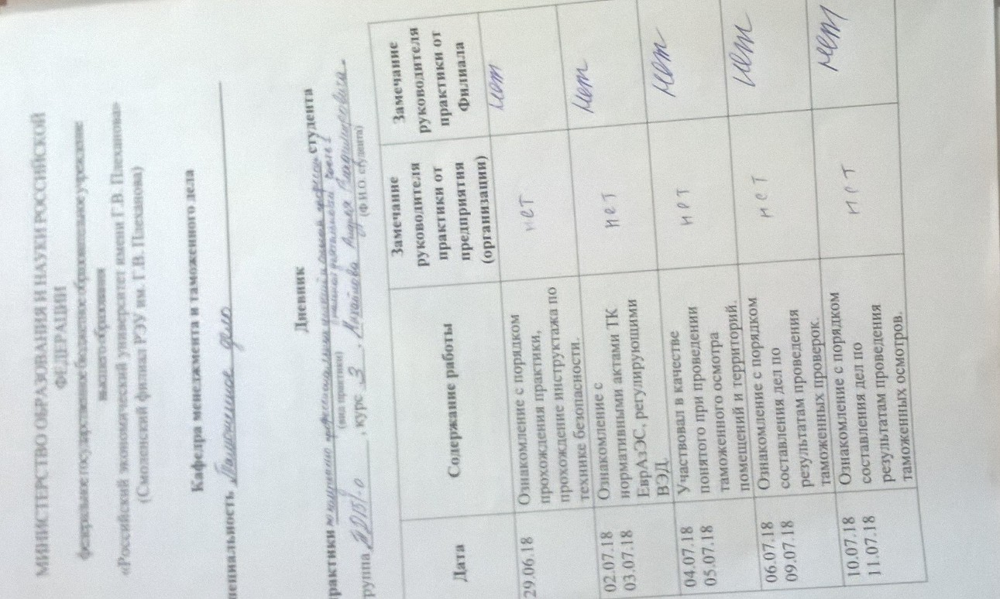 МИНИСТЕРСТВО ОБРАЗОВАНИЯ И НАУКИ РОССИЙСКОЙ
ФЕДЕРАЦИИ
федеральное государственное бюджетное образовательное учреждение
высшего образования
«Российский экономический университет имени Г.В. Плеханова»
(Смоленский филиал РЭУ им. Г.В. Плеханова)
Кафедра менеджмента и таможенного дела
пециальность Таможенное дело
Дневник
рактики по получению профессиональных умений и опыта студента
(вид практики)
руппа , курс 3 , Андрея Владимировича.
(Ф.И.О. студента)
Дата
Содержание работы
Замечание
руководителя
практики от
предприятия
(организации)
Замечание
руководителя
практики от
Филиала
29.06.18
Ознакомление с порядком
прохождения практики,
прохождение инструктажа по
технике безопасности.
нет
нет
02.07.18
03.07.18
Ознакомление с
нормативными актами ТК
ЕврАзЭС, регулирующими
ВЭД
нет
нет
04.07.18
05.07.18
Участвовал в качестве
понятого при проведении
таможенного осмотра
помещений и территорий.
нет
нет
06.07.18
09.07.18
Ознакомление с порядком
составления дел по
результатам проведения
таможенных проверок.
нет
нет
10.07.18
11.07.18
Ознакомление с порядком
составления дел по
результатам проведения
таможенных осмотров.
нет
нет